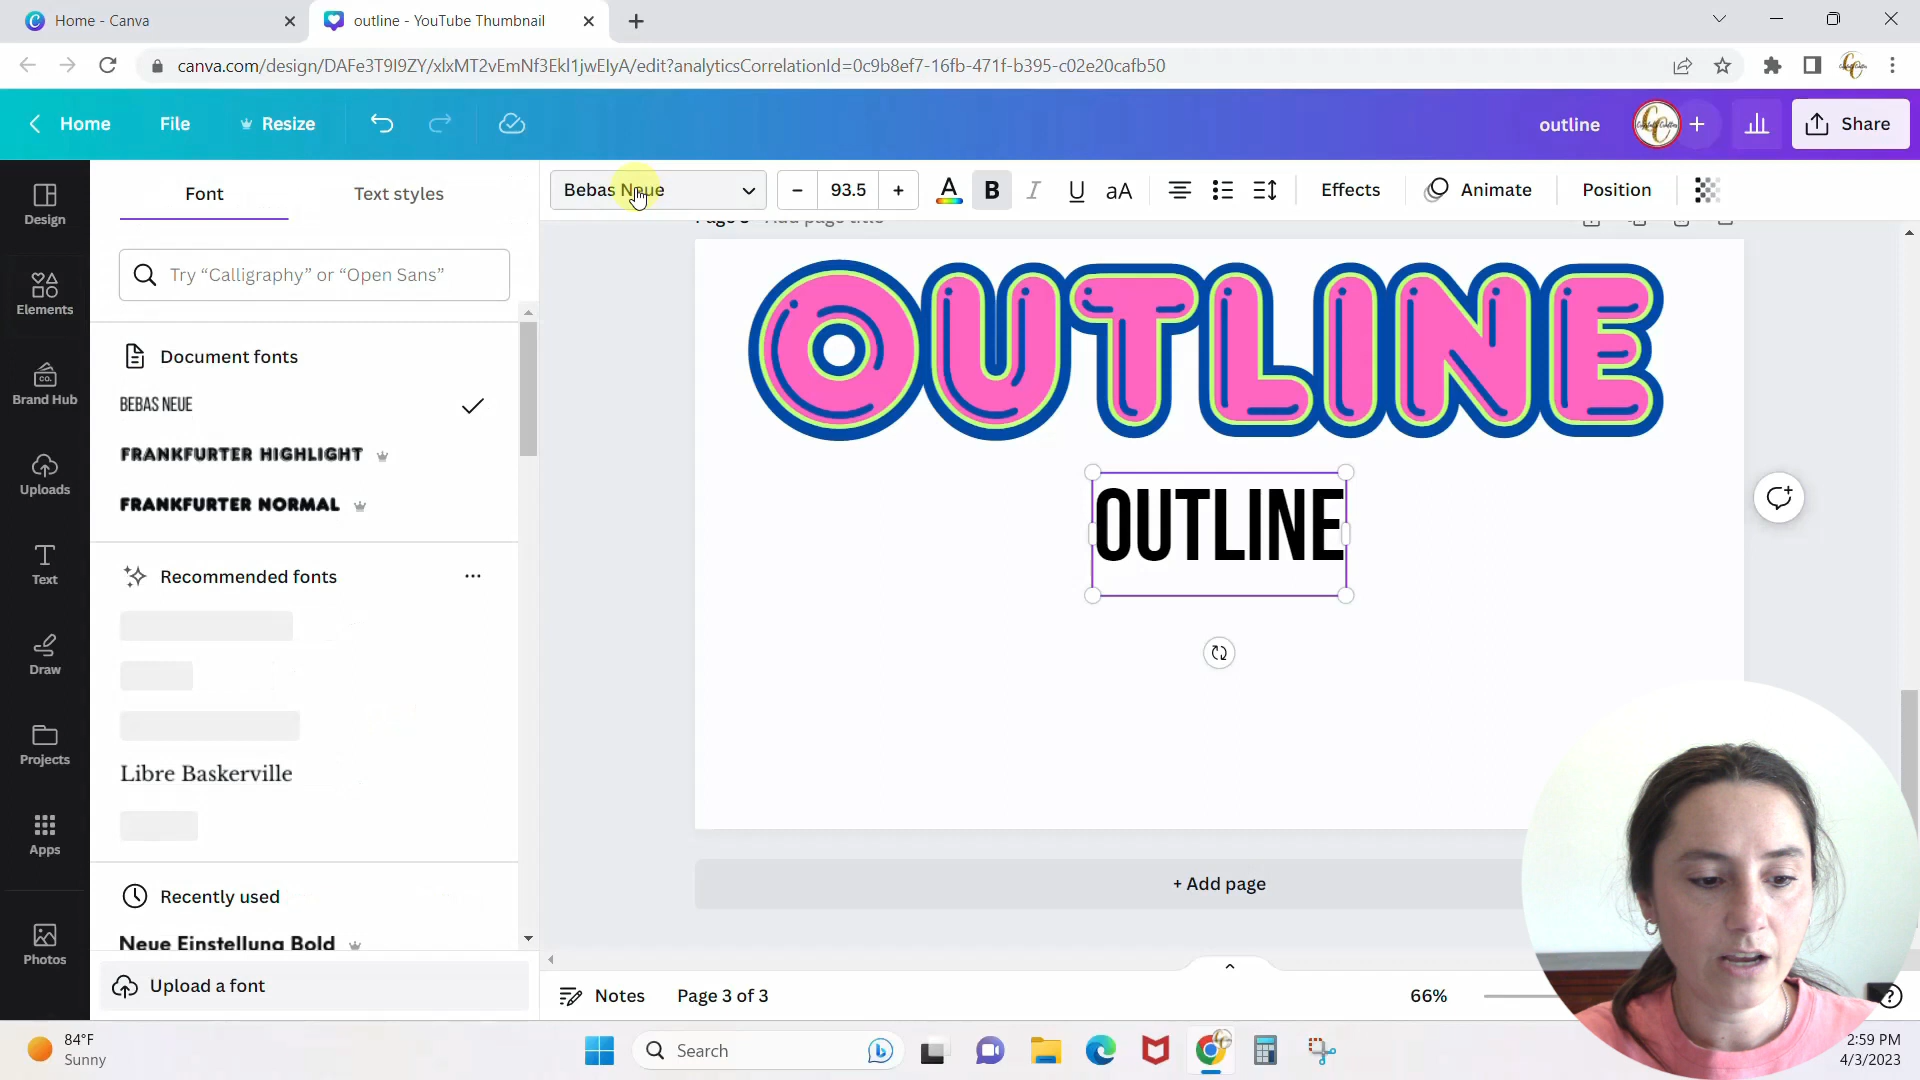 Home - Canva
outline - YouTube Thumbnail
canva.com/design/DAFe3T9I9ZY/xlxMT2vEmNf3Ekl1jwEIyA/edit?analyticsCorrelationId=0c9b8ef7-16fb-471f-b395-c02e20cafb50
Home
File
Resize
outline
Share
Font
Text styles
Bebas Neue
93.5
A
B
I
U
aA
Effects
Animate
Position
Design
Elements
Brand Hub
Uploads
Text
Draw
Projects
Apps
Photos
Try “Calligraphy” or “Open Sans”
Document fonts
BEBAS NEUE
FRANKFURTER HIGHLIGHT
FRANKFURTER NORMAL
Recommended fonts
Libre Baskerville
Recently used
Neue Einstellung Bold
Upload a font
OUTLINE
OUTLINE
+ Add page
Notes
Page 3 of 3
66%
84°F
Sunny
Search
2:59 PM
4/3/2023